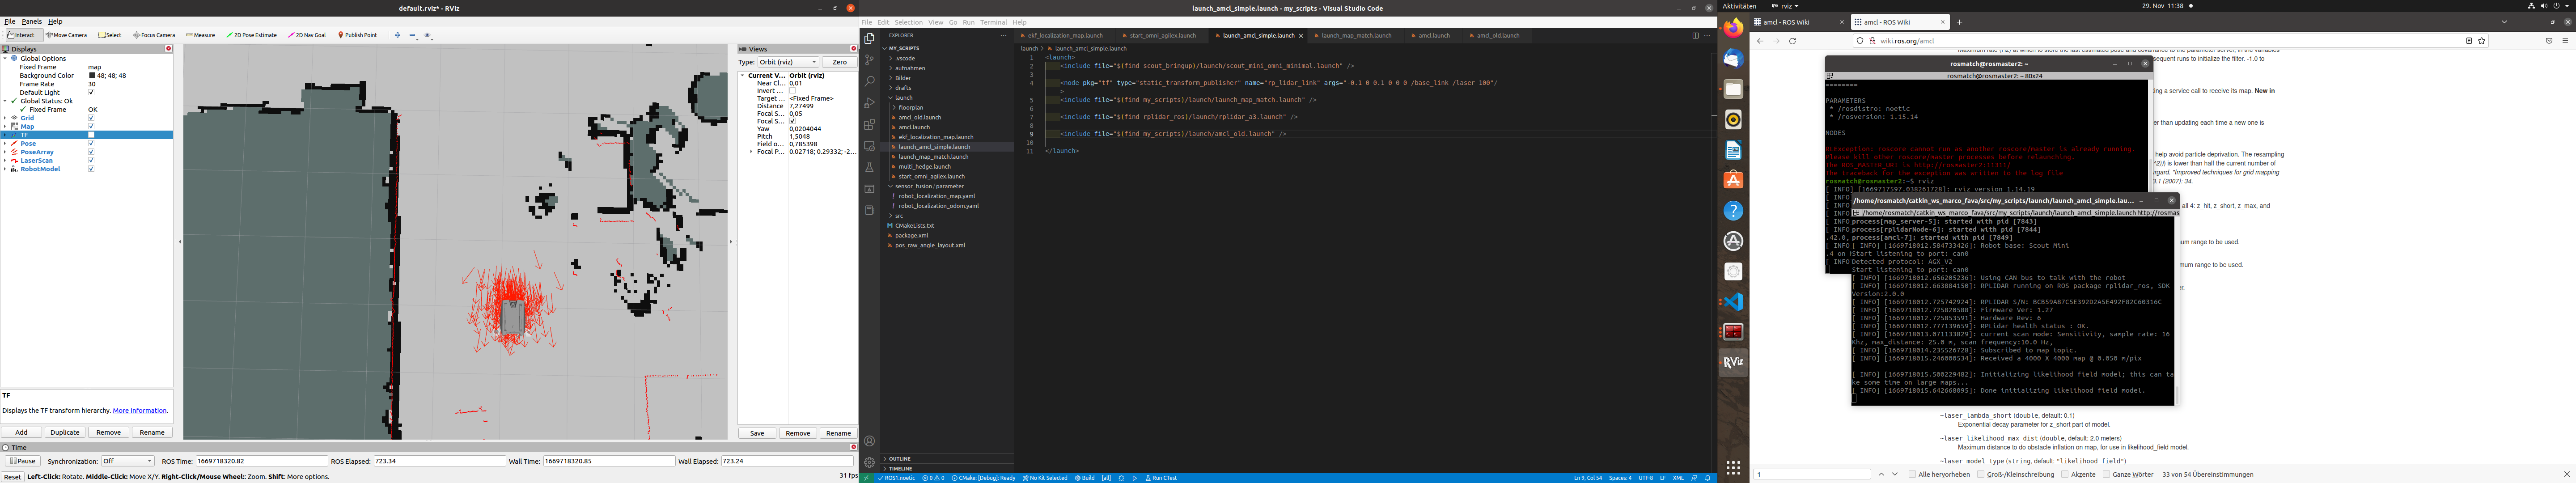 default.rviz* - RViz
File Panels Help
Interact Move Camera Select Focus Camera Measure 2D Pose Estimate 2D Nav Goal Publish Point
Displays
Global Options
Fixed Frame map
Background Color 48; 48; 48
Frame Rate 30
Default Light
Global Status: Ok
Fixed Frame OK
Grid
Map
TF
Pose
PoseArray
LaserScan
RobotModel
TF
Displays the TF transform hierarchy. More Information.
Add Duplicate Remove Rename
Views
Type: Orbit (rviz) Zero
Current V... Orbit (rviz)
Near Cl... 0,01
Invert ...
Target ... <Fixed Frame>
Distance 7,27499
Focal S... 0,05
Focal S...
Yaw 0,0204044
Pitch 1,5048
Field o... 0,785398
Focal P... 0.02718; 0.29332; -2...
Save Remove Rename
Time
Pause Synchronization: Off ROS Time: 1669718320.82 ROS Elapsed: 723.34 Wall Time: 1669718320.85 Wall Elapsed: 723.24
Reset Left-Click: Rotate. Middle-Click: Move X/Y. Right-Click/Mouse Wheel: Zoom. Shift: More options. 31 fps
launch_amcl_simple.launch - my_scripts - Visual Studio Code
File Edit Selection View Go Run Terminal Help
EXPLORER
MY_SCRIPTS
.vscode
aufnahmen
Bilder
drafts
launch
floorplan
amcl_old.launch
amcl.launch
ekf_localization_map.launch
launch_amcl_simple.launch
launch_map_match.launch
multi_hedge.launch
start_omni_agilex.launch
sensor_fusion / parameter
robot_localization_map.yaml
robot_localization_odom.yaml
src
CMakeLists.txt
package.xml
pos_raw_angle_layout.xml
OUTLINE
TIMELINE
ekf_localization_map.launch start_omni_agilex.launch launch_amcl_simple.launch launch_map_match.launch amcl.launch amcl_old.launch
launch > launch_amcl_simple.launch
1 <launch>
2 <include file="$(find scout_bringup)/launch/scout_mini_omni_minimal.launch" />
3
4 <node pkg="tf" type="static_transform_publisher" name="rp_lidar_link" args="-0.1 0 0.1 0 0 0 /base_link /laser 100"/
>
5 <include file="$(find my_scripts)/launch/launch_map_match.launch" />
6
7 <include file="$(find rplidar_ros)/launch/rplidar_a3.launch" />
8
9 <include file="$(find my_scripts)/launch/amcl_old.launch" />
10
11 </launch>
ROS1.noetic 0 0 CMake: [Debug]: Ready No Kit Selected Build [all] Run CTest Ln 9, Col 54 Spaces: 4 UTF-8 LF XML
Aktivitäten rviz 29. Nov 11:38
amcl - ROS Wiki amcl - ROS Wiki
wiki.ros.org/amcl
rosmatch@rosmaster2: ~
rosmatch@rosmaster2: ~ 80x24
========
PARAMETERS
* /rosdistro: noetic
* /rosversion: 1.15.14
NODES
RLException: roscore cannot run as another roscore/master is already running.
Please kill other roscore/master processes before relaunching.
The ROS_MASTER_URI is http://rosmaster2:11311/
The traceback for the exception was written to the log file
rosmatch@rosmaster2:~$ rviz
[ INFO] [1669717597.038261728]: rviz version 1.14.19
/home/rosmatch/catkin_ws_marco_fava/src/my_scripts/launch/launch_amcl_simple.lau...
/home/rosmatch/catkin_ws_marco_fava/src/my_scripts/launch/launch_amcl_simple.launch http://rosmas
process[map_server-5]: started with pid [7843]
process[rplidarNode-6]: started with pid [7844]
process[amcl-7]: started with pid [7849]
[ INFO] [1669718012.584733426]: Robot base: Scout Mini
Start listening to port: can0
Detected protocol: AGX_V2
Start listening to port: can0
[ INFO] [1669718012.656205236]: Using CAN bus to talk with the robot
[ INFO] [1669718012.663884150]: RPLIDAR running on ROS package rplidar_ros, SDK
Version:2.0.0
[ INFO] [1669718012.725742924]: RPLIDAR S/N: BCB59A87C5E392D2A5E492F82C60316C
[ INFO] [1669718012.725820588]: Firmware Ver: 1.27
[ INFO] [1669718012.725853591]: Hardware Rev: 6
[ INFO] [1669718012.777139659]: RPLidar health status : OK.
[ INFO] [1669718013.071133829]: current scan mode: Sensitivity, sample rate: 16
Khz, max_distance: 25.0 m, scan frequency:10.0 Hz,
[ INFO] [1669718014.235526728]: Subscribed to map topic.
[ INFO] [1669718015.246000534]: Received a 4000 X 4000 map @ 0.050 m/pix
[ INFO] [1669718015.500229482]: Initializing likelihood field model; this can ta
ke some time on large maps...
[ INFO] [1669718015.642668895]: Done initializing likelihood field model.
~laser_lambda_short (double, default: 0.1)
Exponential decay parameter for z_short part of model.
~laser_likelihood_max_dist (double, default: 2.0 meters)
Maximum distance to do obstacle inflation on map, for use in likelihood_field model.
~laser_model_type (string, default: "likelihood_field")
1 Alle hervorheben Groß-/Kleinschreibung Akzente Ganze Wörter 33 von 54 Übereinstimmungen